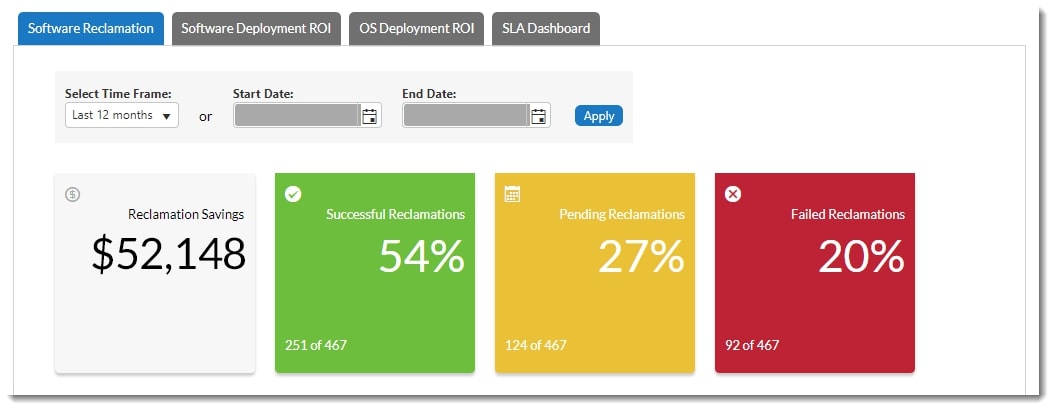 Software Reclamation Software Deployment ROI OS Deployment ROI SLA Dashboard
Select Time Frame: Start Date: End Date:
Last 12 months or Apply
Reclamation Savings
$52,148
Successful Reclamations
54%
251 of 467
Pending Reclamations
27%
124 of 467
Failed Reclamations
20%
92 of 467